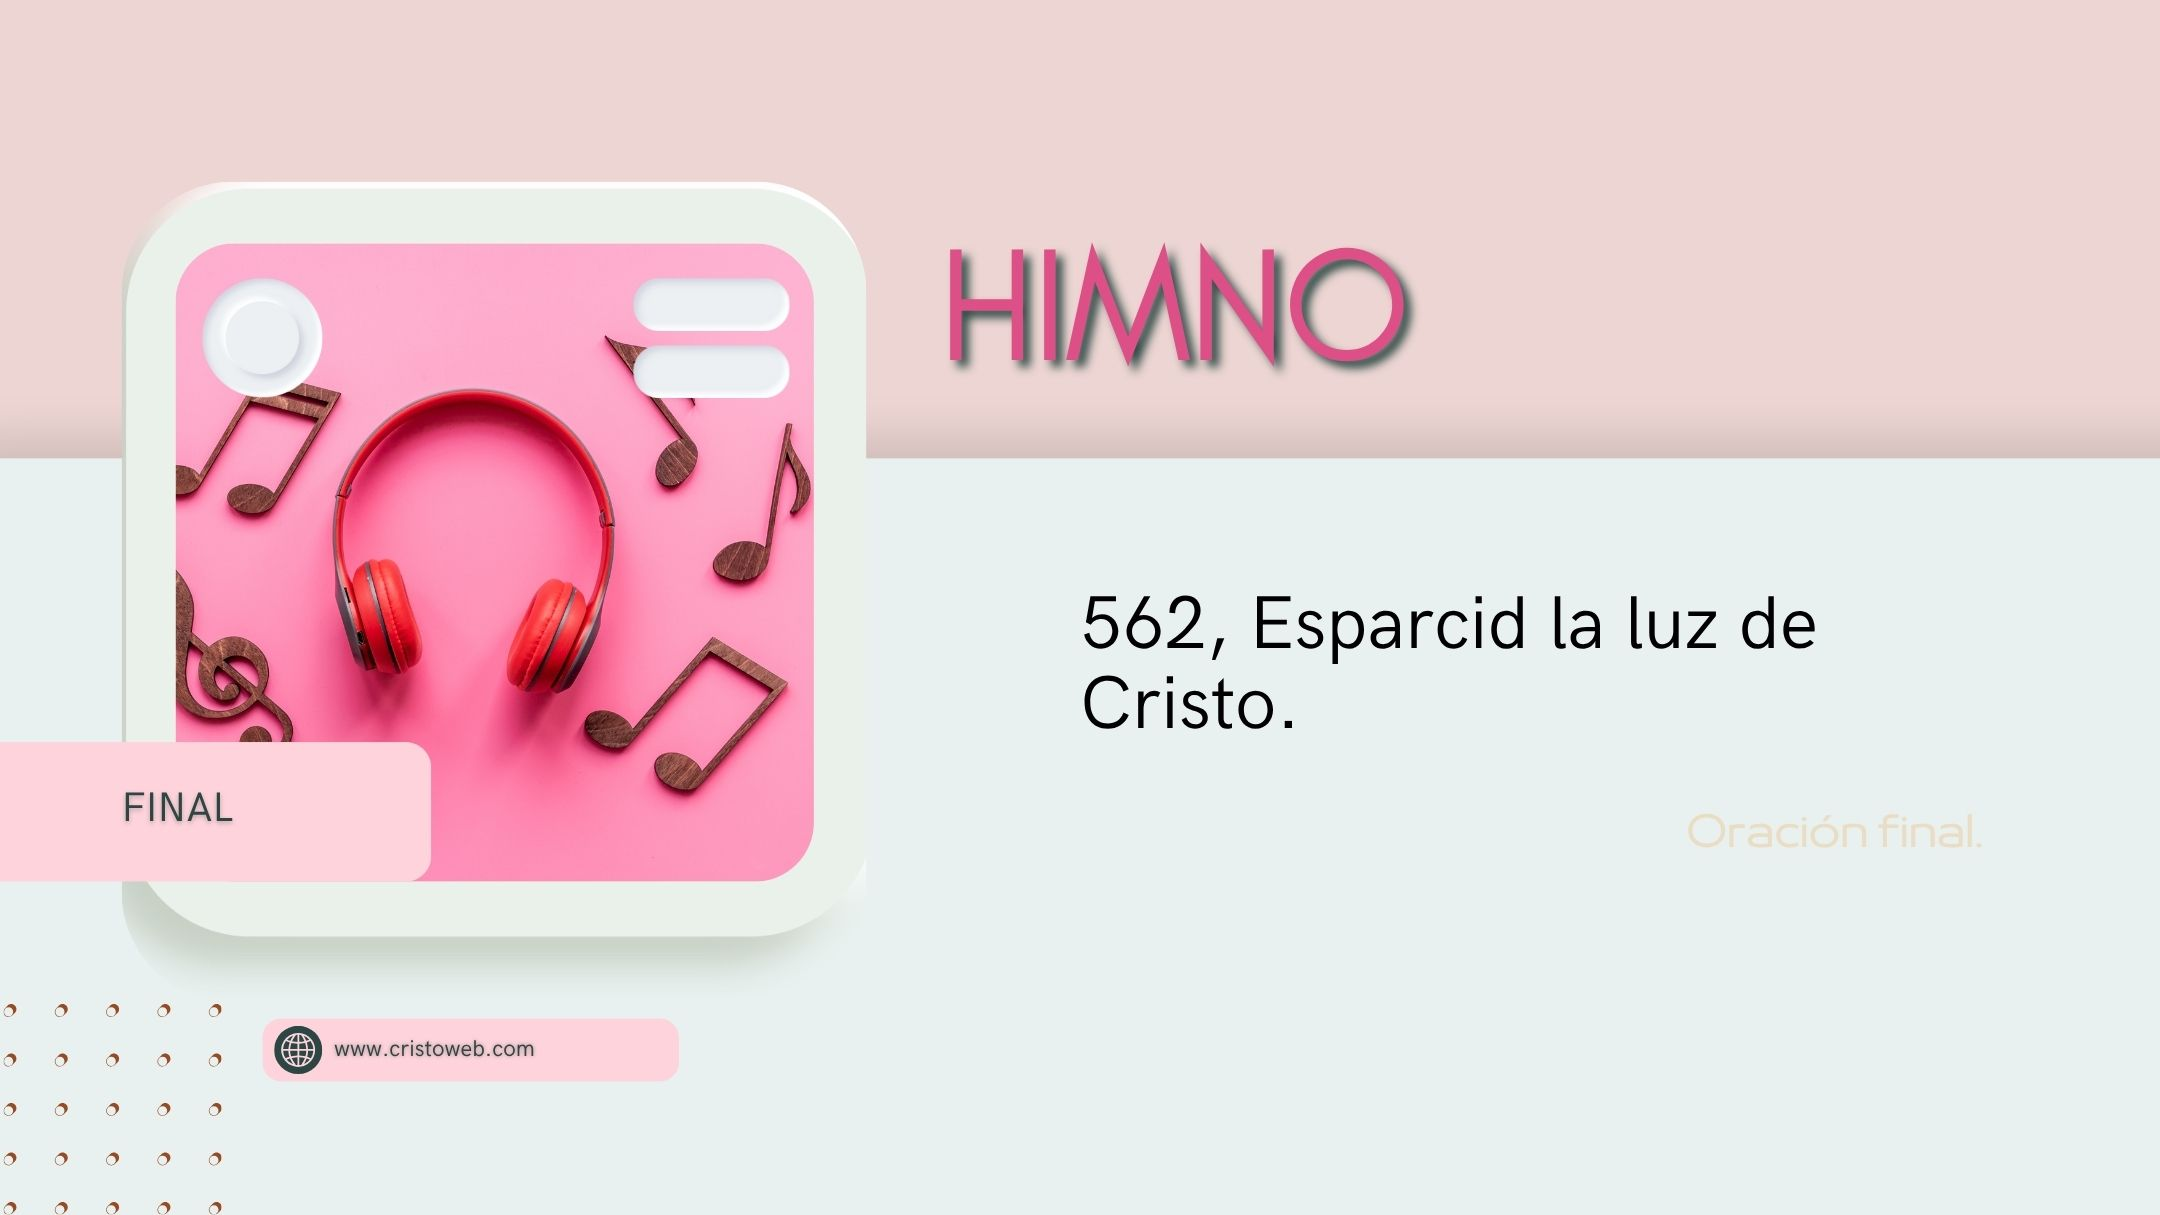 HIMNO
562, Esparcid la luz de
Cristo.
FINAL
Oración final.
www.cristoweb.com